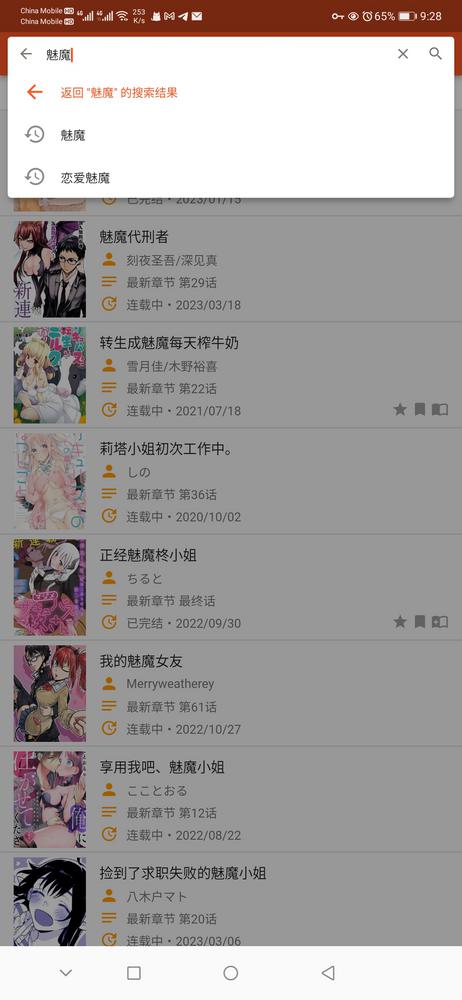 China Mobile HD 4G 4G 253 K/s 65% 9:28
China Mobile HD
魅魔
返回 "魅魔" 的搜索结果
魅魔
恋爱魅魔
已完结・2023/01/15
魅魔代刑者
刻夜圣吾/深见真
最新章节 第29话
连载中・2023/03/18
新連
转生成魅魔每天榨牛奶
雪月佳/木野裕喜
最新章节 第22话
连载中・2021/07/18
莉塔小姐初次工作中。
しの
最新章节 第36话
连载中・2020/10/02
正经魅魔柊小姐
ちると
最新章节 最终话
已完结・2022/09/30
我的魅魔女友
Merryweatherey
最新章节 第61话
连载中・2022/10/27
享用我吧、魅魔小姐
こことおる
最新章节 第12话
连载中・2022/08/22
捡到了求职失败的魅魔小姐
八木戸マト
最新章节 第20话
连载中・2023/03/06